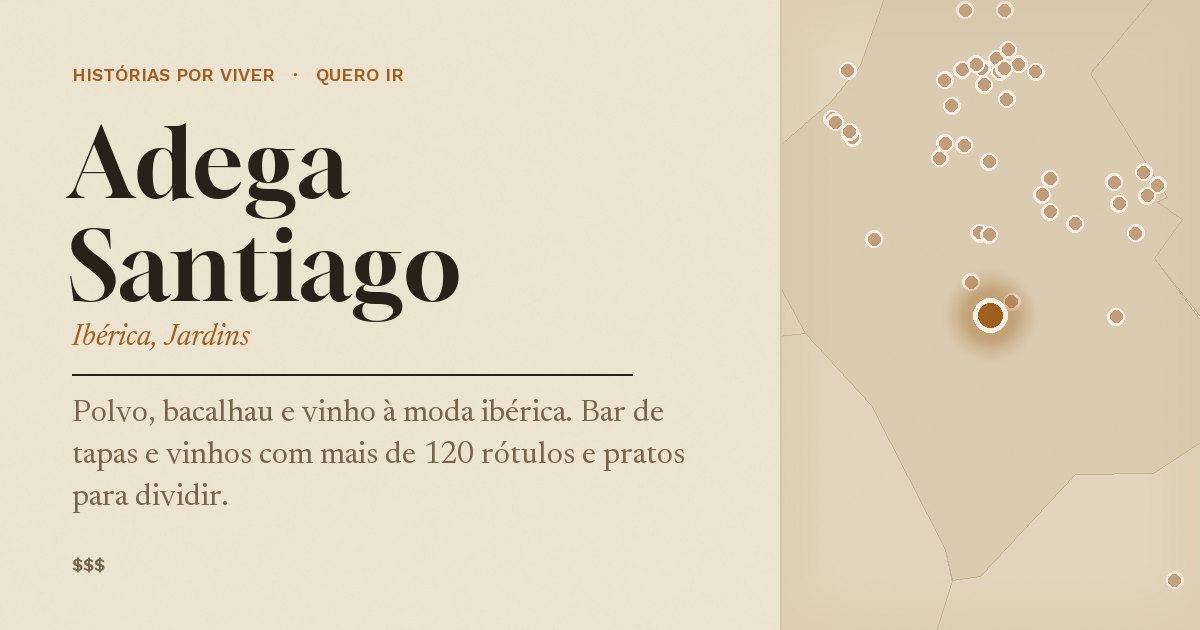 HISTÓRIAS POR VIVER · QUERO IR
Adega
Santiago
Ibérica, Jardins
Polvo, bacalhau e vinho à moda ibérica. Bar de
tapas e vinhos com mais de 120 rótulos e pratos
para dividir.
$$$